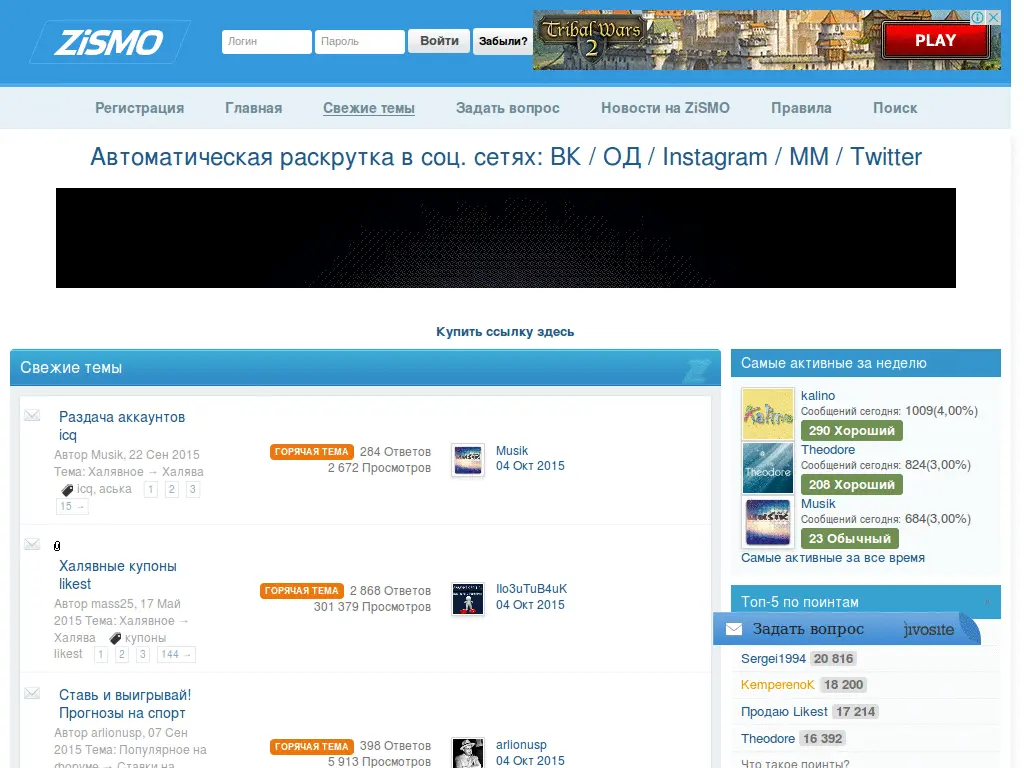 ZiSMO
Логин
Пароль
Войти
Забыли?
Tribal Wars 2
PLAY
Регистрация
Главная
Свежие темы
Задать вопрос
Новости на ZiSMO
Правила
Поиск
Автоматическая раскрутка в соц. сетях: ВК / ОД / Instagram / MM / Twitter
Купить ссылку здесь
Свежие темы
Раздача аккаунтов
icq
Автор Musik, 22 Сен 2015
Тема: Халявное → Халява
icq, аська 1 2 3
15 →
ГОРЯЧАЯ ТЕМА 284 Ответов
2 672 Просмотров
Musik
04 Окт 2015
Халявные купоны
likest
Автор mass25, 17 Май
2015 Тема: Халявное →
Халява купоны
likest 1 2 3 144 →
ГОРЯЧАЯ ТЕМА 2 868 Ответов
301 379 Просмотров
IIo3uTuB4uK
04 Окт 2015
Ставь и выигрывай!
Прогнозы на спорт
Автор arlionusp, 07 Сен
2015 Тема: Популярное на
форуме → Ставки на
ГОРЯЧАЯ ТЕМА 398 Ответов
5 913 Просмотров
arlionusp
04 Окт 2015
Самые активные за неделю
kalino
Сообщений сегодня: 1009(4,00%)
290 Хороший
Theodore
Theodore
Сообщений сегодня: 824(3,00%)
208 Хороший
Musik
Сообщений сегодня: 684(3,00%)
23 Обычный
Самые активные за все время
Топ-5 по поинтам
Задать вопрос jivosite
Sergei1994 20 816
KemperenoK 18 200
Продаю Likest 17 214
Theodore 16 392
Что такое поинты?